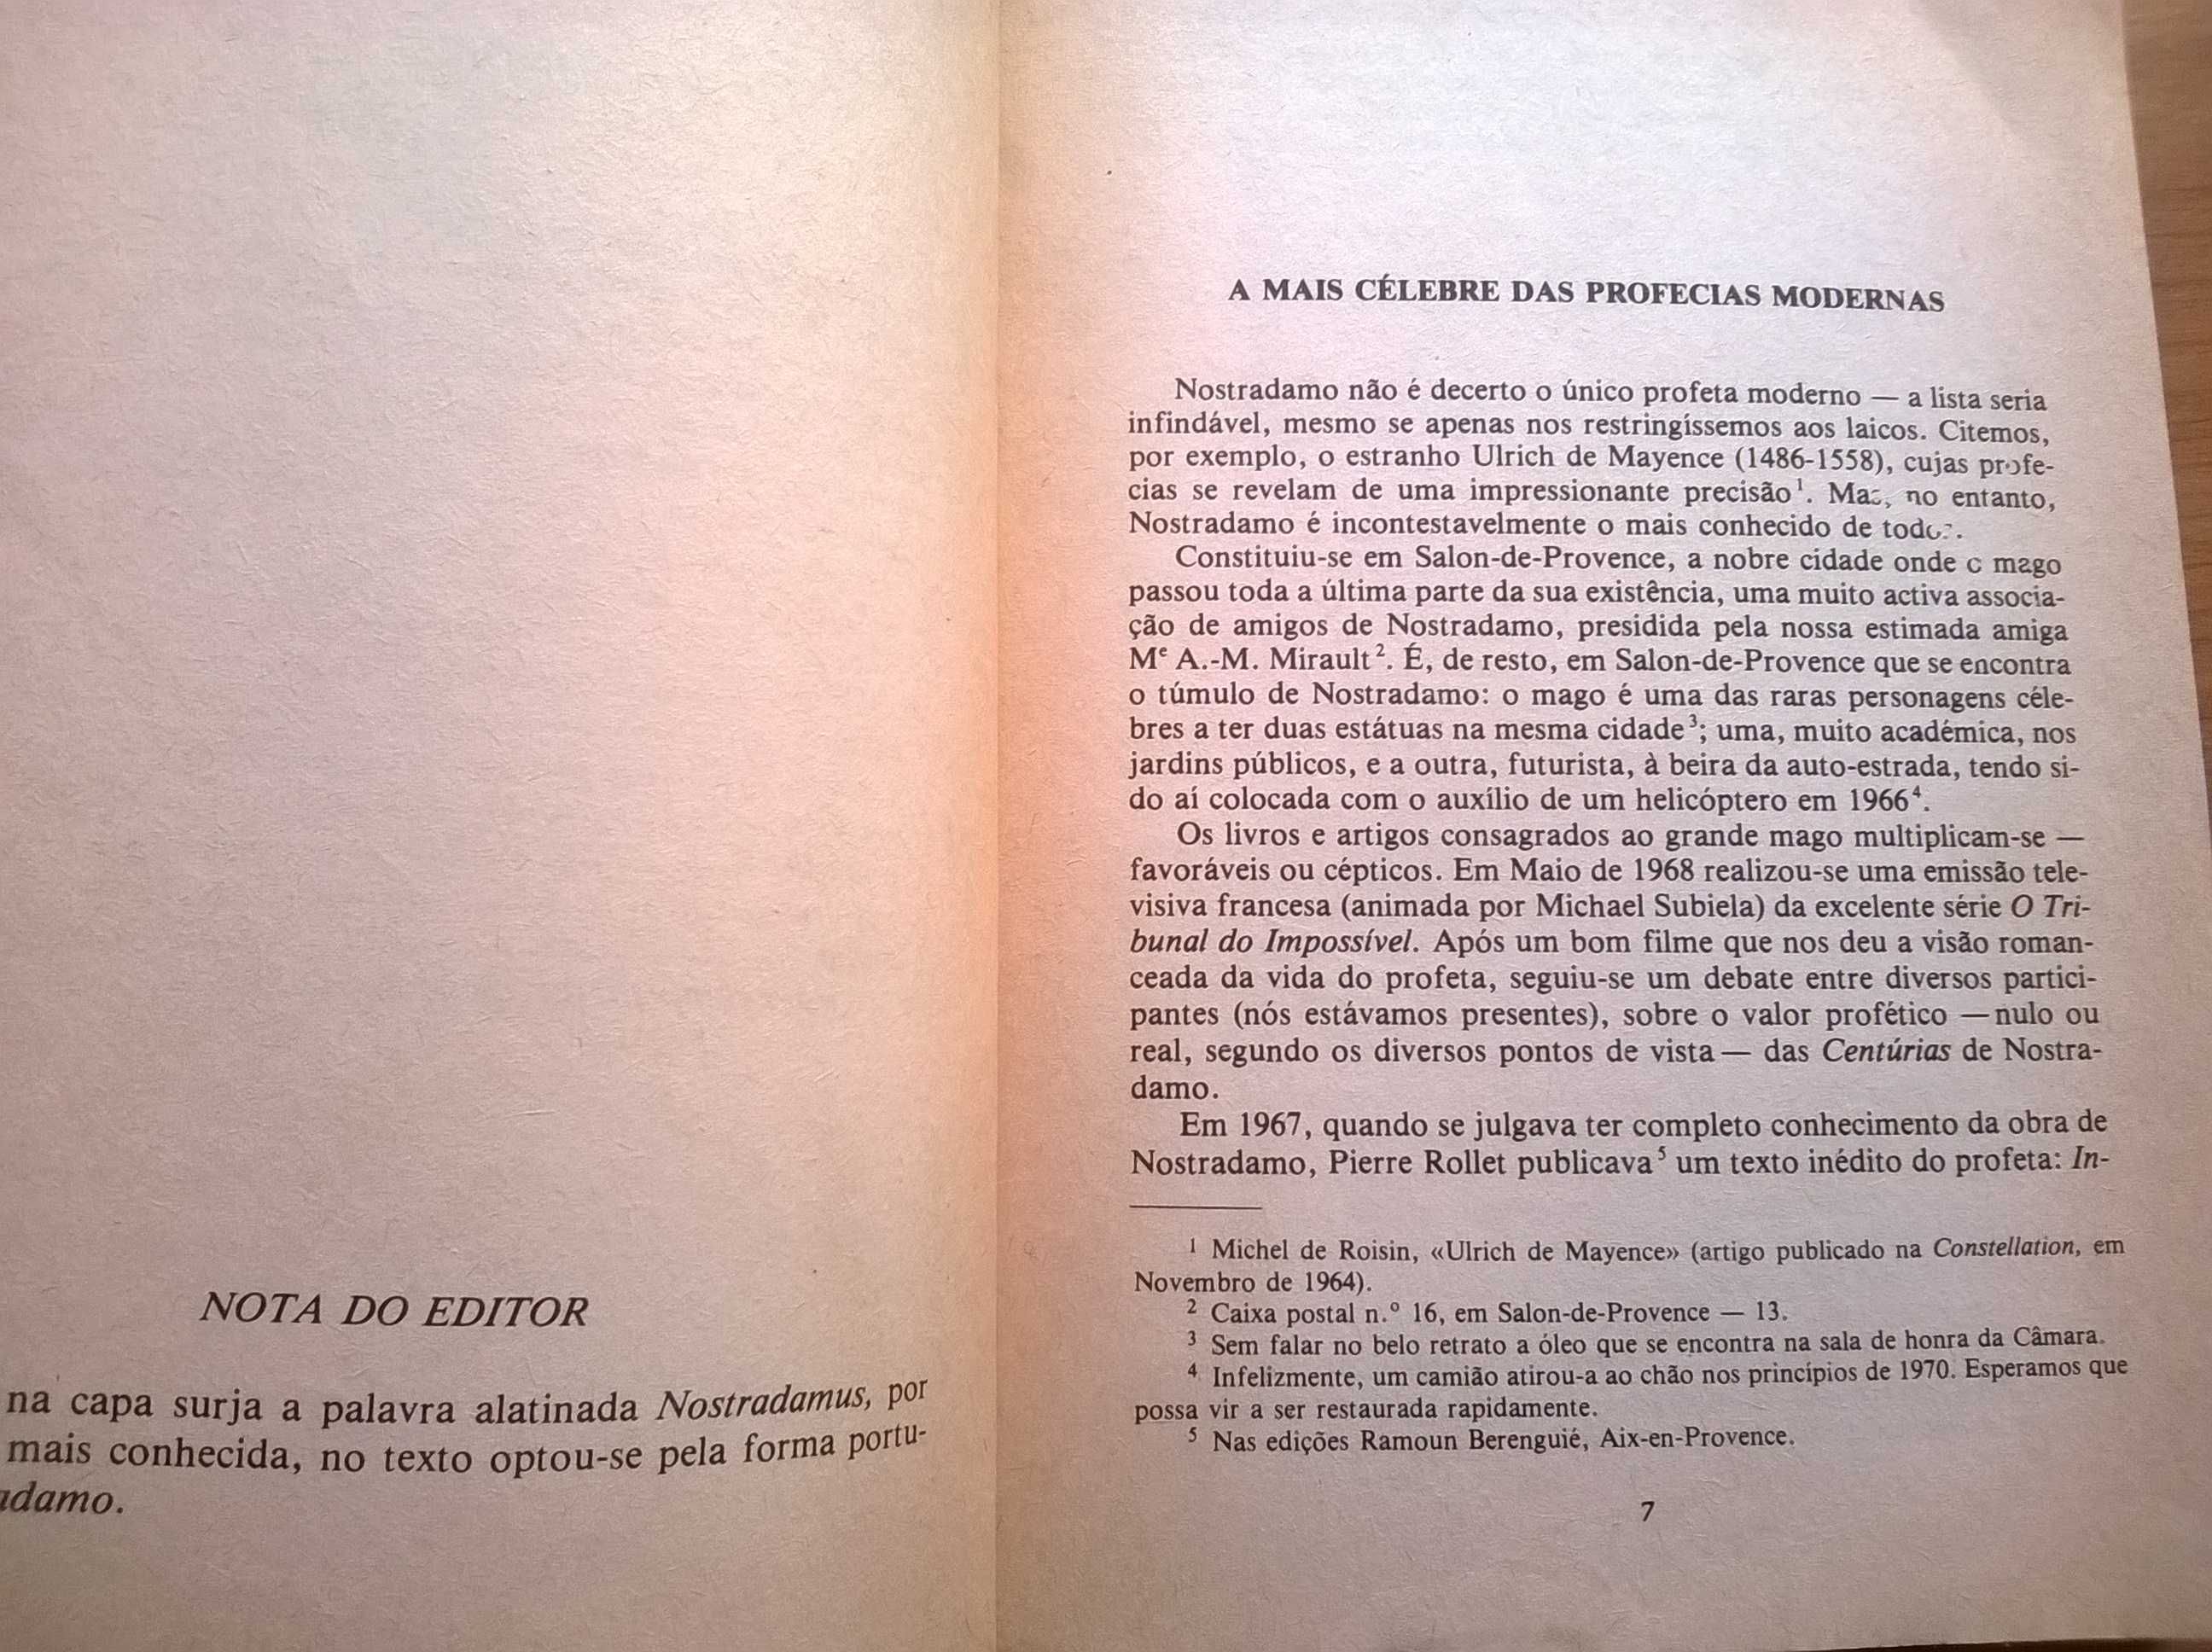 NOTA DO EDITOR
na capa surja a palavra alatinada Nostradamus, por
mais conhecida, no texto optou-se pela forma portu-
adamo.
A MAIS CÉLEBRE DAS PROFECIAS MODERNAS
Nostradamo não é decerto o único profeta moderno — a lista seria
infindável, mesmo se apenas nos restringíssemos aos laicos. Citemos,
por exemplo, o estranho Ulrich de Mayence (1486-1558), cujas profe-
cias se revelam de uma impressionante precisão¹. Mas, no entanto,
Nostradamo é incontestavelmente o mais conhecido de todos.
Constituiu-se em Salon-de-Provence, a nobre cidade onde o mago
passou toda a última parte da sua existência, uma muito activa associa-
ção de amigos de Nostradamo, presidida pela nossa estimada amiga
Mᵉ A.-M. Mirault². É, de resto, em Salon-de-Provence que se encontra
o túmulo de Nostradamo: o mago é uma das raras personagens céle-
bres a ter duas estátuas na mesma cidade³; uma, muito académica, nos
jardins públicos, e a outra, futurista, à beira da auto-estrada, tendo si-
do aí colocada com o auxílio de um helicóptero em 1966⁴.
Os livros e artigos consagrados ao grande mago multiplicam-se —
favoráveis ou cépticos. Em Maio de 1968 realizou-se uma emissão tele-
visiva francesa (animada por Michael Subiela) da excelente série O Tri-
bunal do Impossível. Após um bom filme que nos deu a visão roman-
ceada da vida do profeta, seguiu-se um debate entre diversos partici-
pantes (nós estávamos presentes), sobre o valor profético — nulo ou
real, segundo os diversos pontos de vista — das Centúrias de Nostra-
damo.
Em 1967, quando se julgava ter completo conhecimento da obra de
Nostradamo, Pierre Rollet publicava⁵ um texto inédito do profeta: In-
¹ Michel de Roisin, «Ulrich de Mayence» (artigo publicado na Constellation, em
Novembro de 1964).
² Caixa postal n.º 16, em Salon-de-Provence — 13.
³ Sem falar no belo retrato a óleo que se encontra na sala de honra da Câmara.
⁴ Infelizmente, um camião atirou-a ao chão nos princípios de 1970. Esperamos que
possa vir a ser restaurada rapidamente.
⁵ Nas edições Ramoun Berenguié, Aix-en-Provence.
7